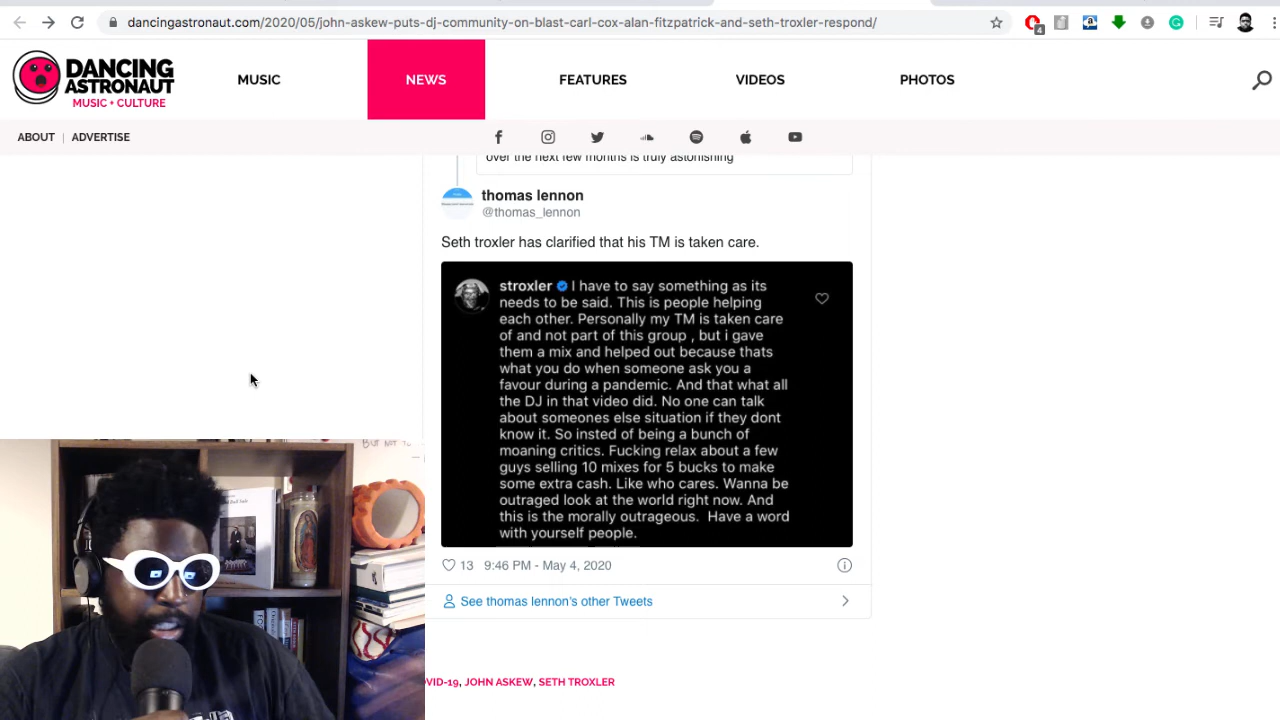 dancingastronaut.com/2020/05/john-askew-puts-dj-community-on-blast-carl-cox-alan-fitzpatrick-and-seth-troxler-respond/
4
DANCING
ASTRONAUT
MUSIC + CULTURE
MUSIC
NEWS
FEATURES
VIDEOS
PHOTOS
ABOUT | ADVERTISE
over the next few months is truly astonishing
thomas lennon
@thomas_lennon
Seth troxler has clarified that his TM is taken care.
stroxler I have to say something as its
needs to be said. This is people helping
each other. Personally my TM is taken care
of and not part of this group , but i gave
them a mix and helped out because thats
what you do when someone ask you a
favour during a pandemic. And that what all
the DJ in that video did. No one can talk
about someones else situation if they dont
know it. So insted of being a bunch of
moaning critics. Fucking relax about a few
guys selling 10 mixes for 5 bucks to make
some extra cash. Like who cares. Wanna be
outraged look at the world right now. And
this is the morally outrageous. Have a word
with yourself people.
13 9:46 PM - May 4, 2020
See thomas lennon's other Tweets
VID-19, JOHN ASKEW, SETH TROXLER
BUT NOT